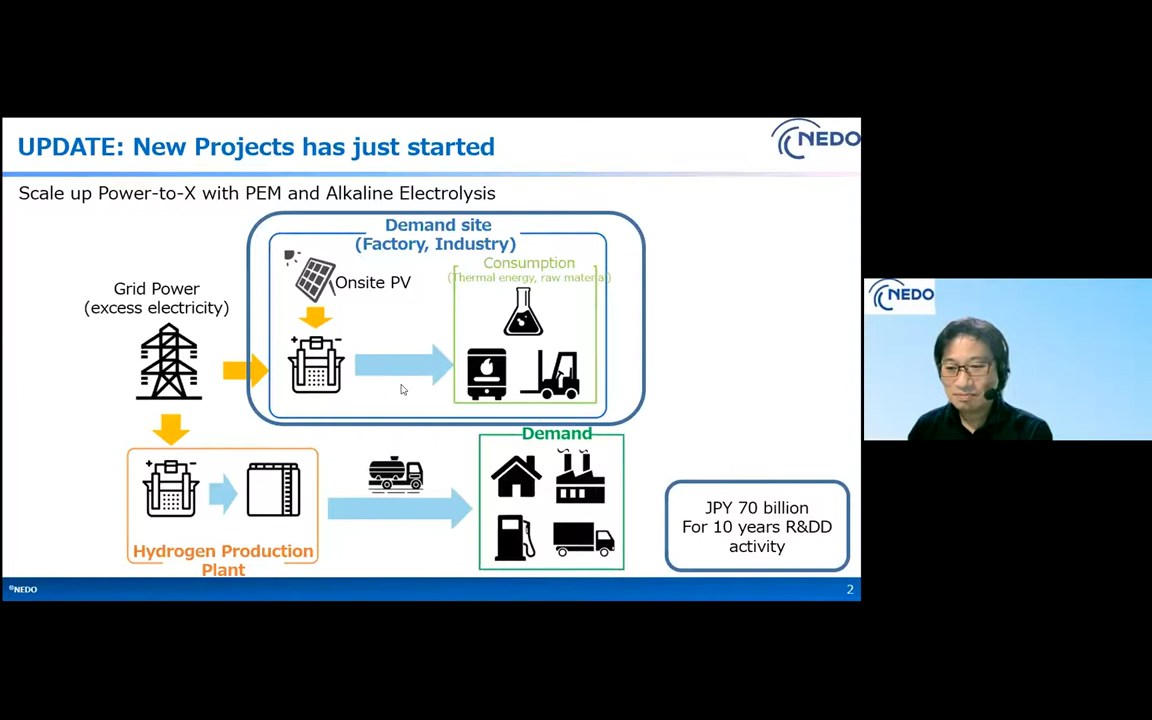 UPDATE: New Projects has just started
NEDO
Scale up Power-to-X with PEM and Alkaline Electrolysis
Demand site
(Factory, Industry)
Grid Power
(excess electricity)
Onsite PV
Consumption
(Thermal energy, raw material)
Demand
Hydrogen Production
Plant
JPY 70 billion
For 10 years R&DD
activity
©NEDO
2
NEDO